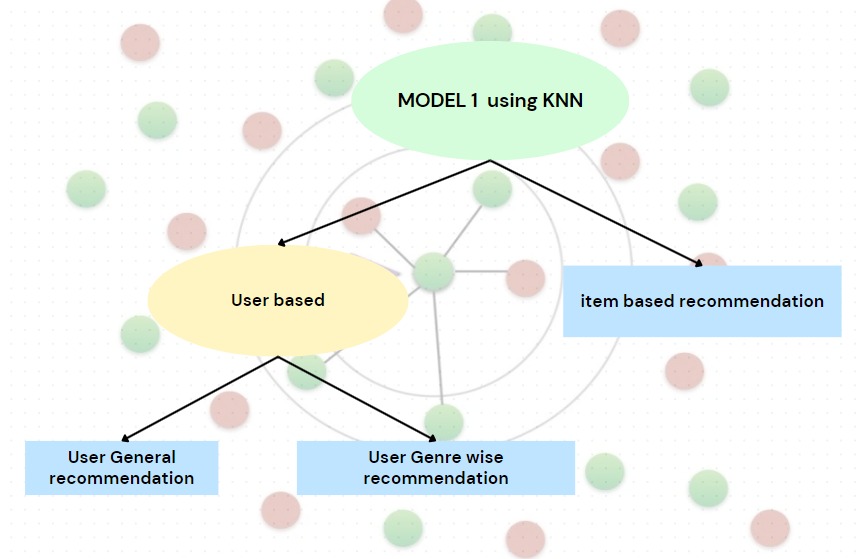 MODEL 1 using KNN
User based
item based recommendation
User General
recommendation
User Genre wise
recommendation